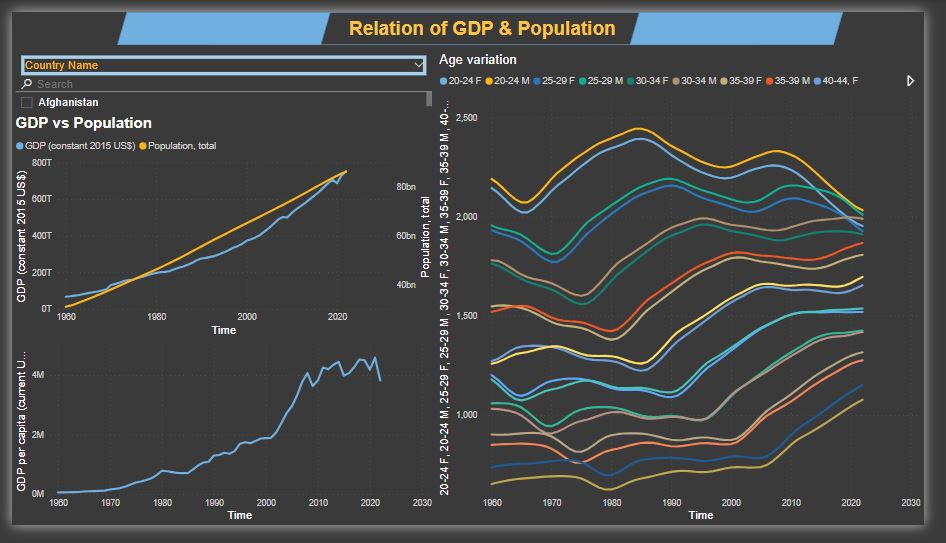 Relation of GDP & Population
Country Name
Search
Afghanistan
GDP vs Population
GDP (constant 2015 US$) Population, total
GDP (constant 2015 US$)
800T
600T
400T
200T
0T
80bn
60bn
40bn
Population, total
1960 1980 2000 2020
Time
GDP per capita (current U...
4M
2M
0M
1960 1970 1980 1990 2000 2010 2020 2030
Time
Age variation
20-24 F 20-24 M 25-29 F 25-29 M 30-34 F 30-34 M 35-39 F 35-39 M 40-44, F
20-24 F, 20-24 M, 25-29 F, 25-29 M, 30-34 F, 30-34 M, 35-39 F, 35-39 M, 40-...
2,500
2,000
1,500
1,000
1960 1970 1980 1990 2000 2010 2020 2030
Time